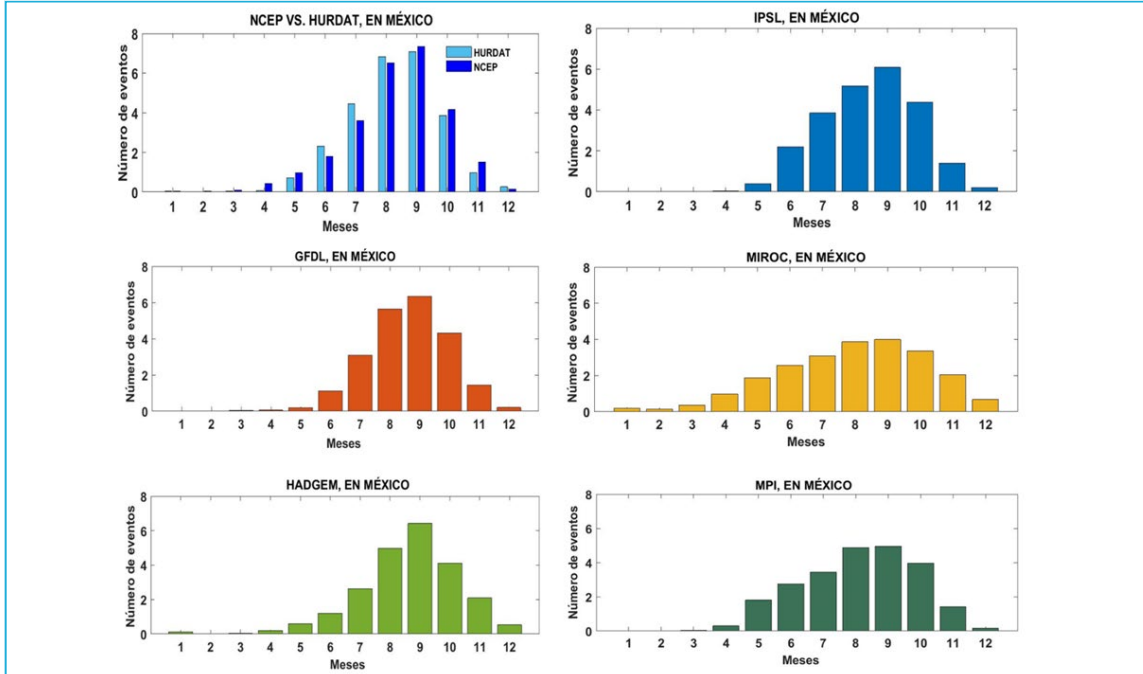 NCEP VS. HURDAT, EN MÉXICO
HURDAT
NCEP
Número de eventos
8
6
4
2
0
1 2 3 4 5 6 7 8 9 10 11 12
Meses
IPSL, EN MÉXICO
Número de eventos
8
6
4
2
0
1 2 3 4 5 6 7 8 9 10 11 12
Meses
GFDL, EN MÉXICO
Número de eventos
8
6
4
2
0
1 2 3 4 5 6 7 8 9 10 11 12
Meses
MIROC, EN MÉXICO
Número de eventos
8
6
4
2
0
1 2 3 4 5 6 7 8 9 10 11 12
Meses
HADGEM, EN MÉXICO
Número de eventos
8
6
4
2
0
1 2 3 4 5 6 7 8 9 10 11 12
Meses
MPI, EN MÉXICO
Número de eventos
8
6
4
2
0
1 2 3 4 5 6 7 8 9 10 11 12
Meses